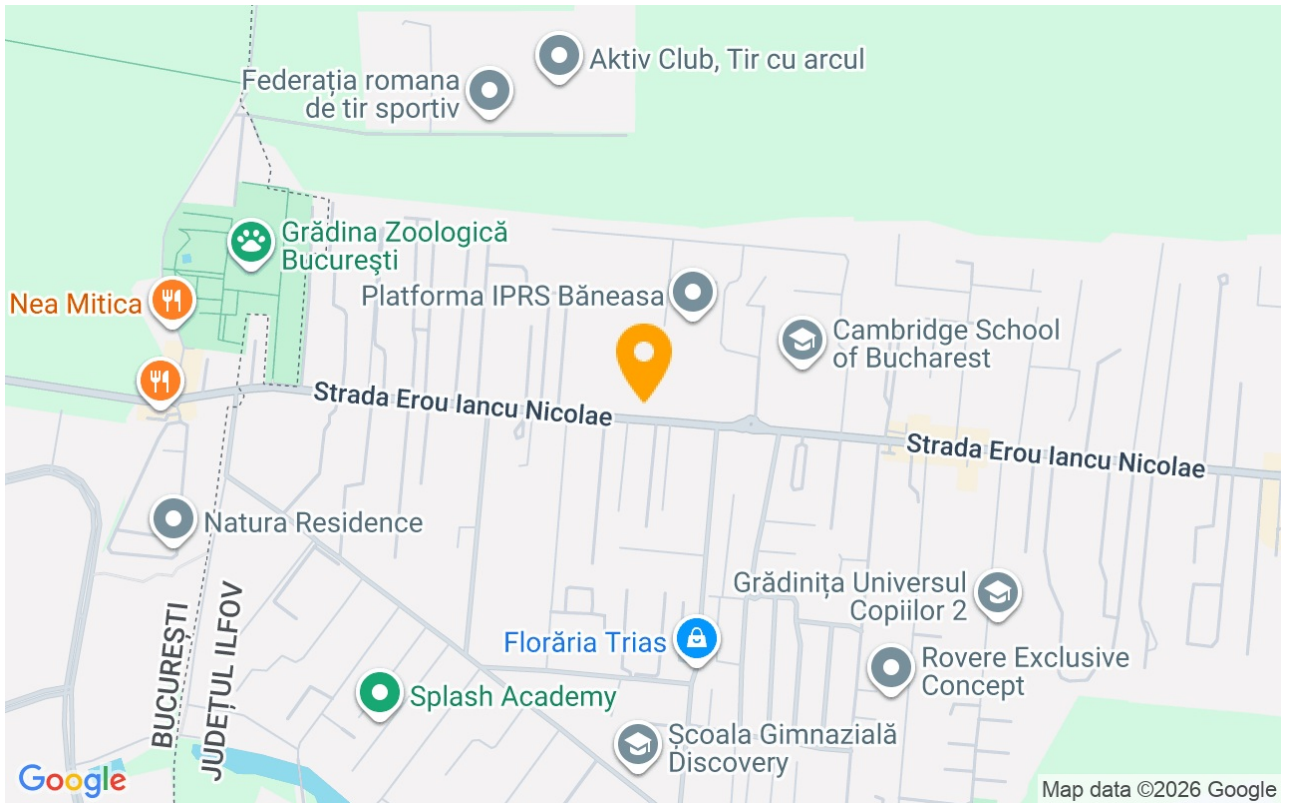 Aktiv Club, Tir cu arcul
Federația romana
de tir sportiv
Grădina Zoologică
Bucureşti
Nea Mitica
Platforma IPRS Băneasa
Cambridge School
of Bucharest
Strada Erou Iancu Nicolae
Strada Erou Iancu Nicolae
Natura Residence
Grădinița Universul
Copiilor 2
BUCUREȘTI
JUDEȚUL ILFOV
Florăria Trias
Rovere Exclusive
Concept
Splash Academy
Școala Gimnazială
Discovery
Google
Map data ©2026 Google